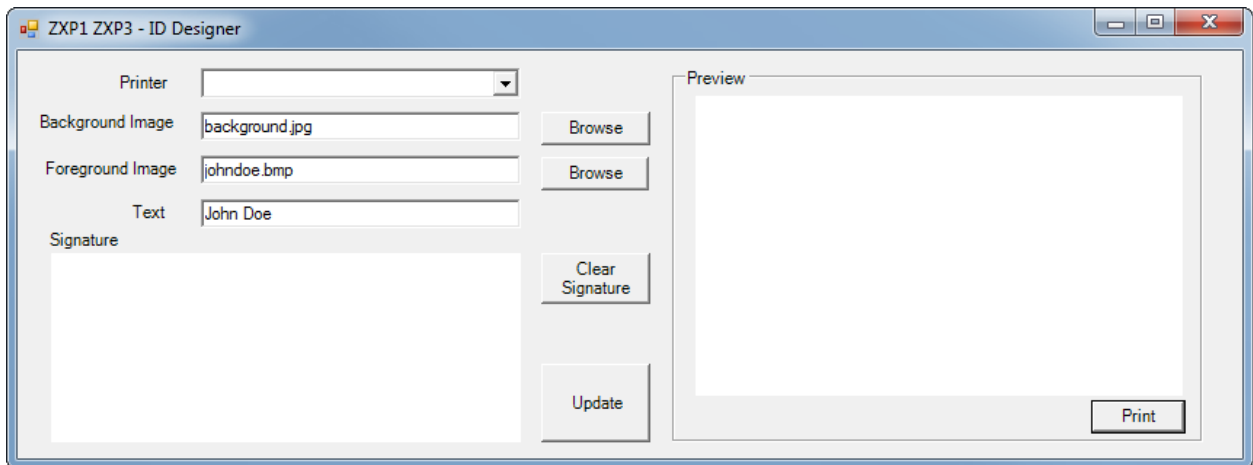 ZXP1 ZXP3 - ID Designer
Printer
Background Image background.jpg Browse
Foreground Image johndoe.bmp Browse
Text John Doe
Signature
Clear
Signature
Update
Preview
Print